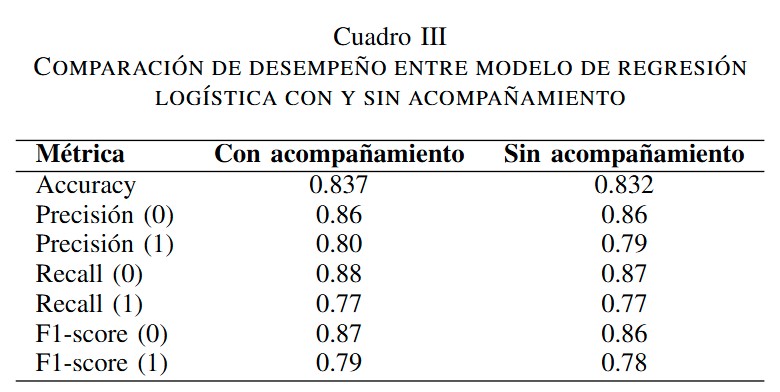 Cuadro III
COMPARACIÓN DE DESEMPEÑO ENTRE MODELO DE REGRESIÓN
LOGÍSTICA CON Y SIN ACOMPAÑAMIENTO
Métrica Con acompañamiento Sin acompañamiento
Accuracy 0.837 0.832
Precisión (0) 0.86 0.86
Precisión (1) 0.80 0.79
Recall (0) 0.88 0.87
Recall (1) 0.77 0.77
F1-score (0) 0.87 0.86
F1-score (1) 0.79 0.78